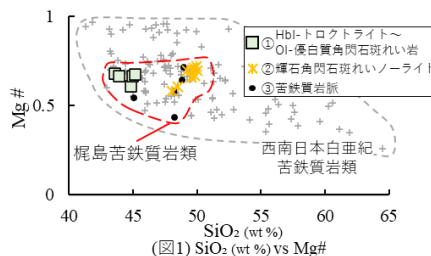 Mg#
1
0.5
0
40
45
50
55
60
65
①Hbl-トロクトライト～
Ol-優白質角閃石斑れい岩
②輝石角閃石斑れいノーライト
③苦鉄質岩脈
梶島苦鉄質岩類
西南日本白亜紀
苦鉄質岩類
SiO₂ (wt %)
(図1) SiO₂ (wt %) vs Mg#